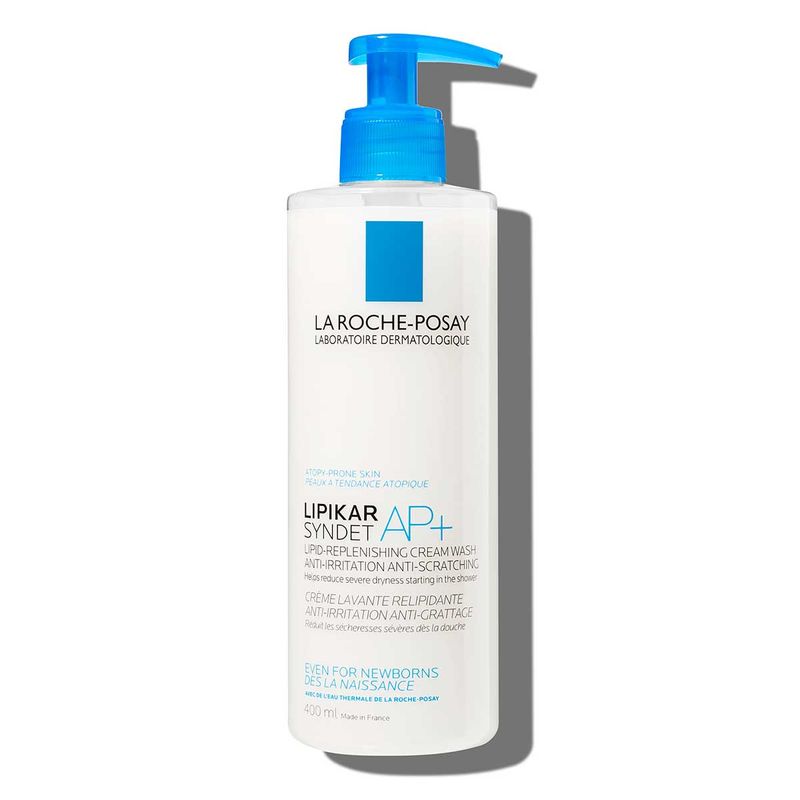 LA ROCHE-POSAY
LABORATOIRE DERMATOLOGIQUE
ATOPY-PRONE SKIN
PEAUX A TENDANCE ATOPIQUE
LIPIKAR
SYNDET AP+
LIPID-REPLENISHING CREAM WASH
ANTI-IRRITATION ANTI-SCRATCHING
Helps reduce severe dryness starting in the shower
CRÈME LAVANTE RELIPIDANTE
ANTI-IRRITATION ANTI-GRATTAGE
Réduit les sécheresses sévères dès la douche
EVEN FOR NEWBORNS
DES LA NAISSANCE
AVEC DE L'EAU THERMALE DE LA ROCHE-POSAY
400 ml Made in France